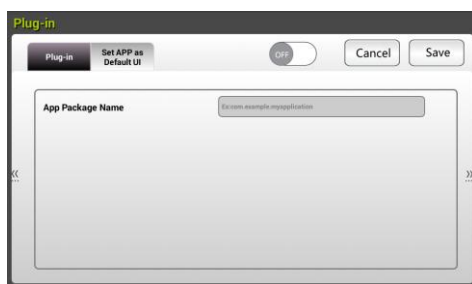 Plug-in
Plug-in
Set APP as
Default UI
OFF
Cancel
Save
App Package Name
Ex:com.example.myapplication
«
»